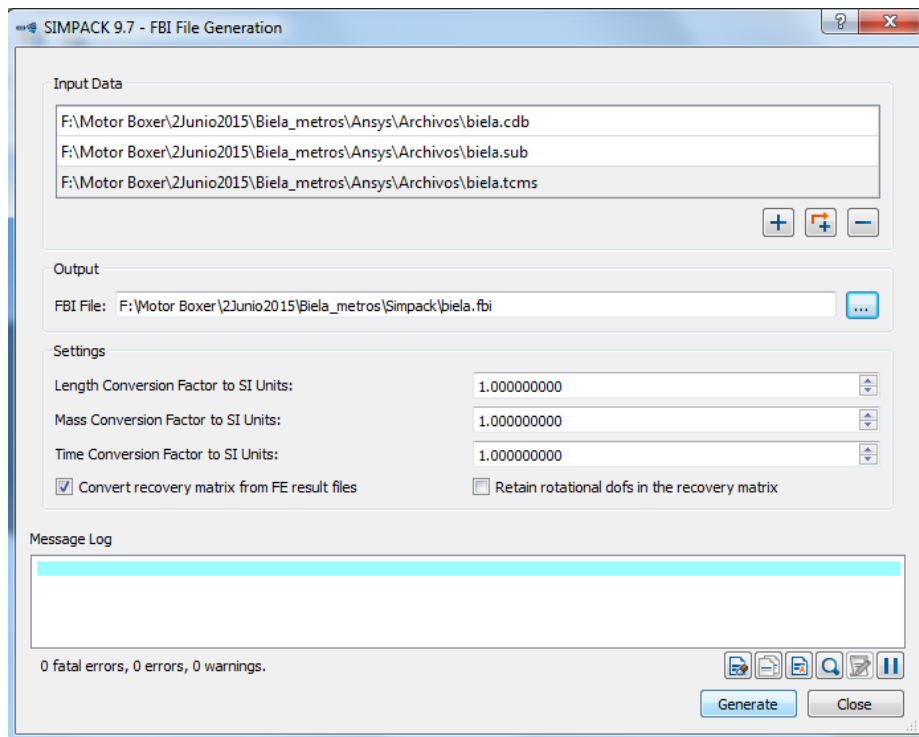 SIMPACK 9.7 - FBI File Generation
?
X
Input Data
F:\Motor Boxer\2Junio2015\Biela_metros\Ansys\Archivos\biela.cdb
F:\Motor Boxer\2Junio2015\Biela_metros\Ansys\Archivos\biela.sub
F:\Motor Boxer\2Junio2015\Biela_metros\Ansys\Archivos\biela.tcms
Output
FBI File: F:\Motor Boxer\2Junio2015\Biela_metros\Simpack\biela.fbi ...
Settings
Length Conversion Factor to SI Units: 1.000000000
Mass Conversion Factor to SI Units: 1.000000000
Time Conversion Factor to SI Units: 1.000000000
Convert recovery matrix from FE result files Retain rotational dofs in the recovery matrix
Message Log
0 fatal errors, 0 errors, 0 warnings.
Generate Close